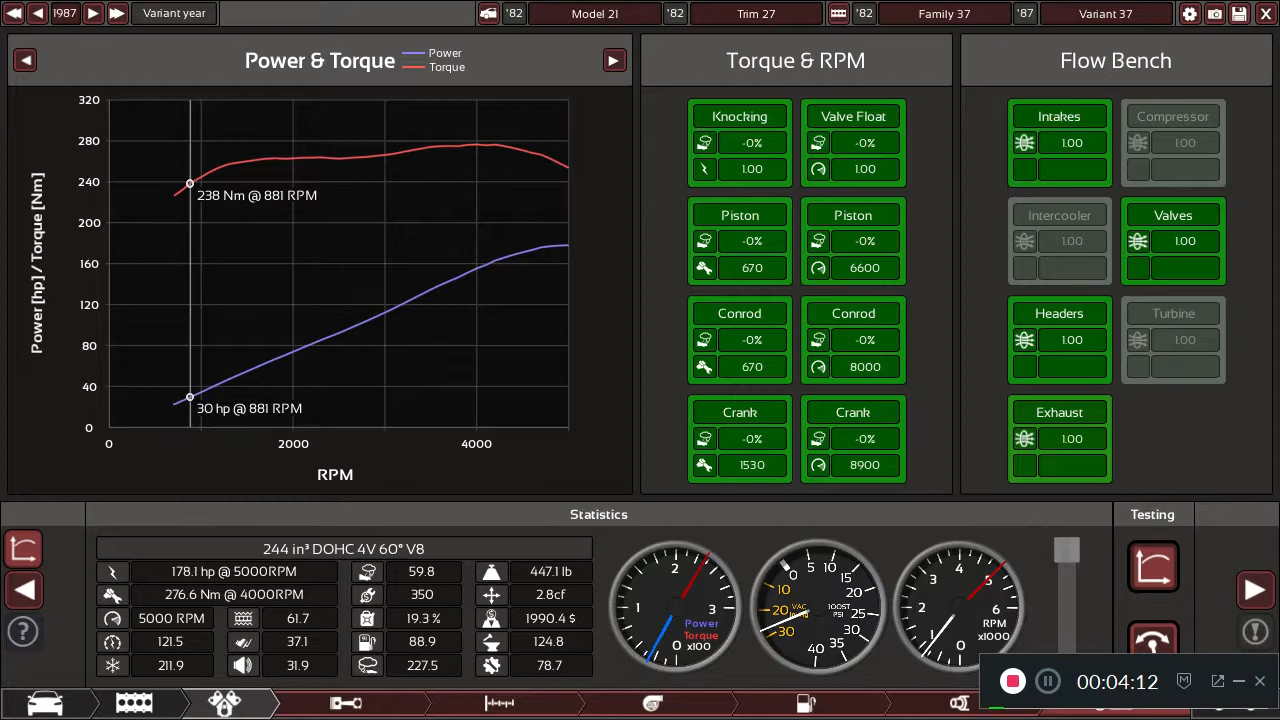 1987
Variant year
'82
Model 21
'82
Trim 27
'82
Family 37
'87
Variant 37
Power & Torque
Power
Torque
Torque & RPM
Flow Bench
Power [hp] / Torque [Nm]
320
280
240
200
160
120
80
40
0
238 Nm @ 881 RPM
30 hp @ 881 RPM
0
2000
4000
RPM
Knocking
-0%
1.00
Valve Float
-0%
1.00
Piston
-0%
670
Piston
-0%
6600
Conrod
-0%
670
Conrod
-0%
8000
Crank
-0%
1530
Crank
-0%
8900
Intakes
1.00
Compressor
1.00
Intercooler
1.00
Valves
1.00
Headers
1.00
Turbine
1.00
Exhaust
1.00
Statistics
Testing
244 in³ DOHC 4V 60° V8
178.1 hp @ 5000RPM
59.8
447.1 lb
276.6 Nm @ 4000RPM
350
2.8cf
5000 RPM
61.7
19.3 %
1990.4 $
121.5
37.1
88.9
124.8
211.9
31.9
227.5
78.7
0
1
2
3
Power
Torque
x100
30
20
10
0
5
10
15
20
25
30
35
40
VAC
PSI
0
1
2
3
4
5
6
RPM
x1000
00:04:12